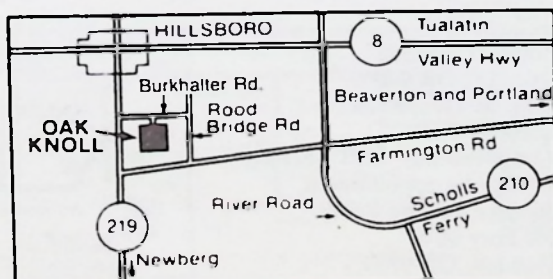 HILLSBORO
8
Tualatin
Valley Hwy
Burkhalter Rd.
Rood
Bridge Rd
Beaverton and Portland
OAK
KNOLL
Farmington Rd
219
River Road
Scholls
Ferry
210
Newberg